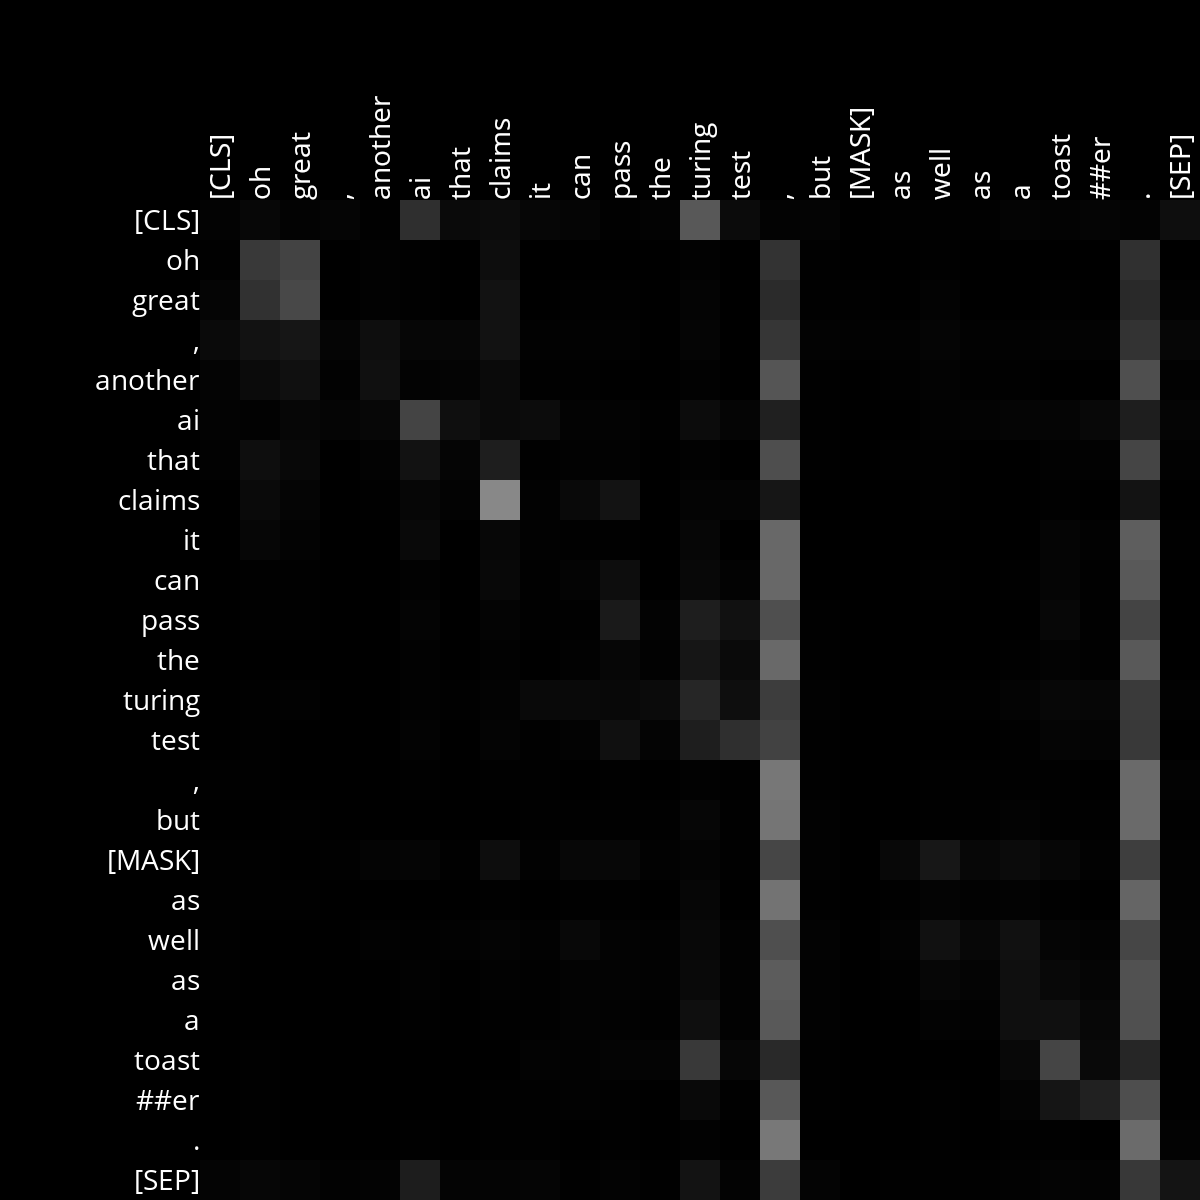 [CLS] oh great , another ai that claims it can pass the turing test , but [MASK] as well as a toast ##er . [SEP]
[CLS]
oh
great
,
another
ai
that
claims
it
can
pass
the
turing
test
,
but
[MASK]
as
well
as
a
toast
##er
.
[SEP]